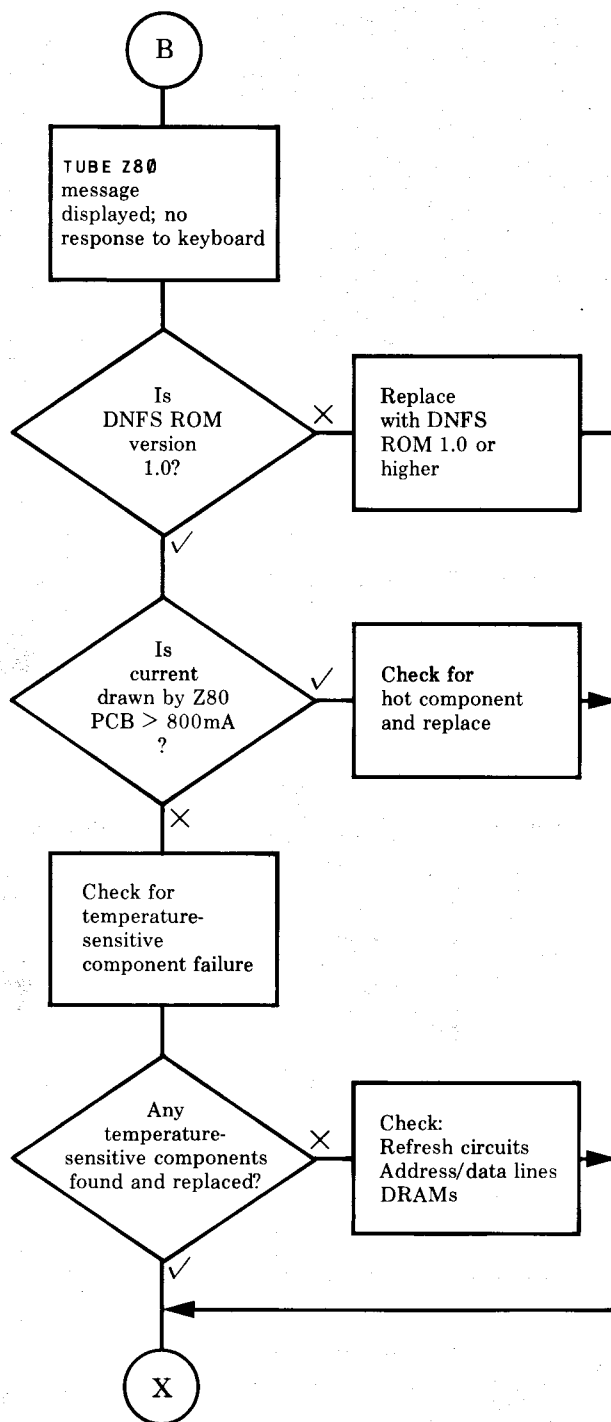 B
TUBE Z80
message
displayed; no
response to keyboard
Is
DNFS ROM
version
1.0?
×
Replace
with DNFS
ROM 1.0 or
higher
✓
Is
current
drawn by Z80
PCB > 800mA
?
✓
Check for
hot component
and replace
×
Check for
temperature-
sensitive
component failure
Any
temperature-
sensitive components
found and replaced?
×
Check:
Refresh circuits
Address/data lines
DRAMs
✓
X